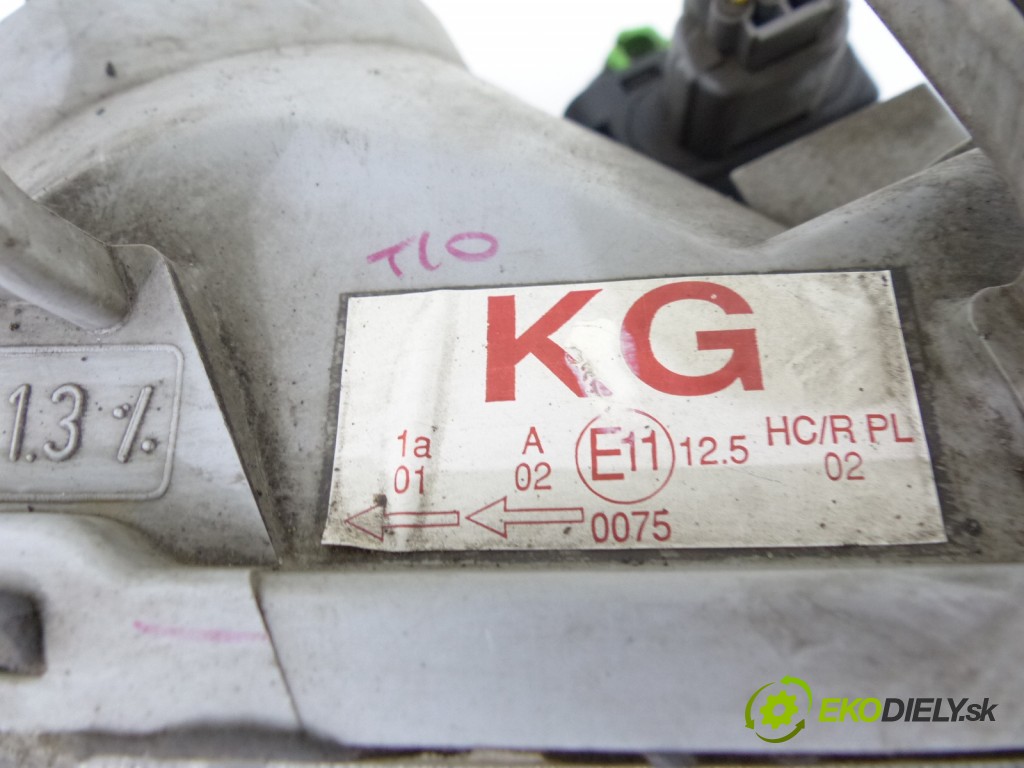 T10
KG
1.3 %
1a A E11 12.5 HC/R PL
01 02 02
0075
EKODIELY.sk